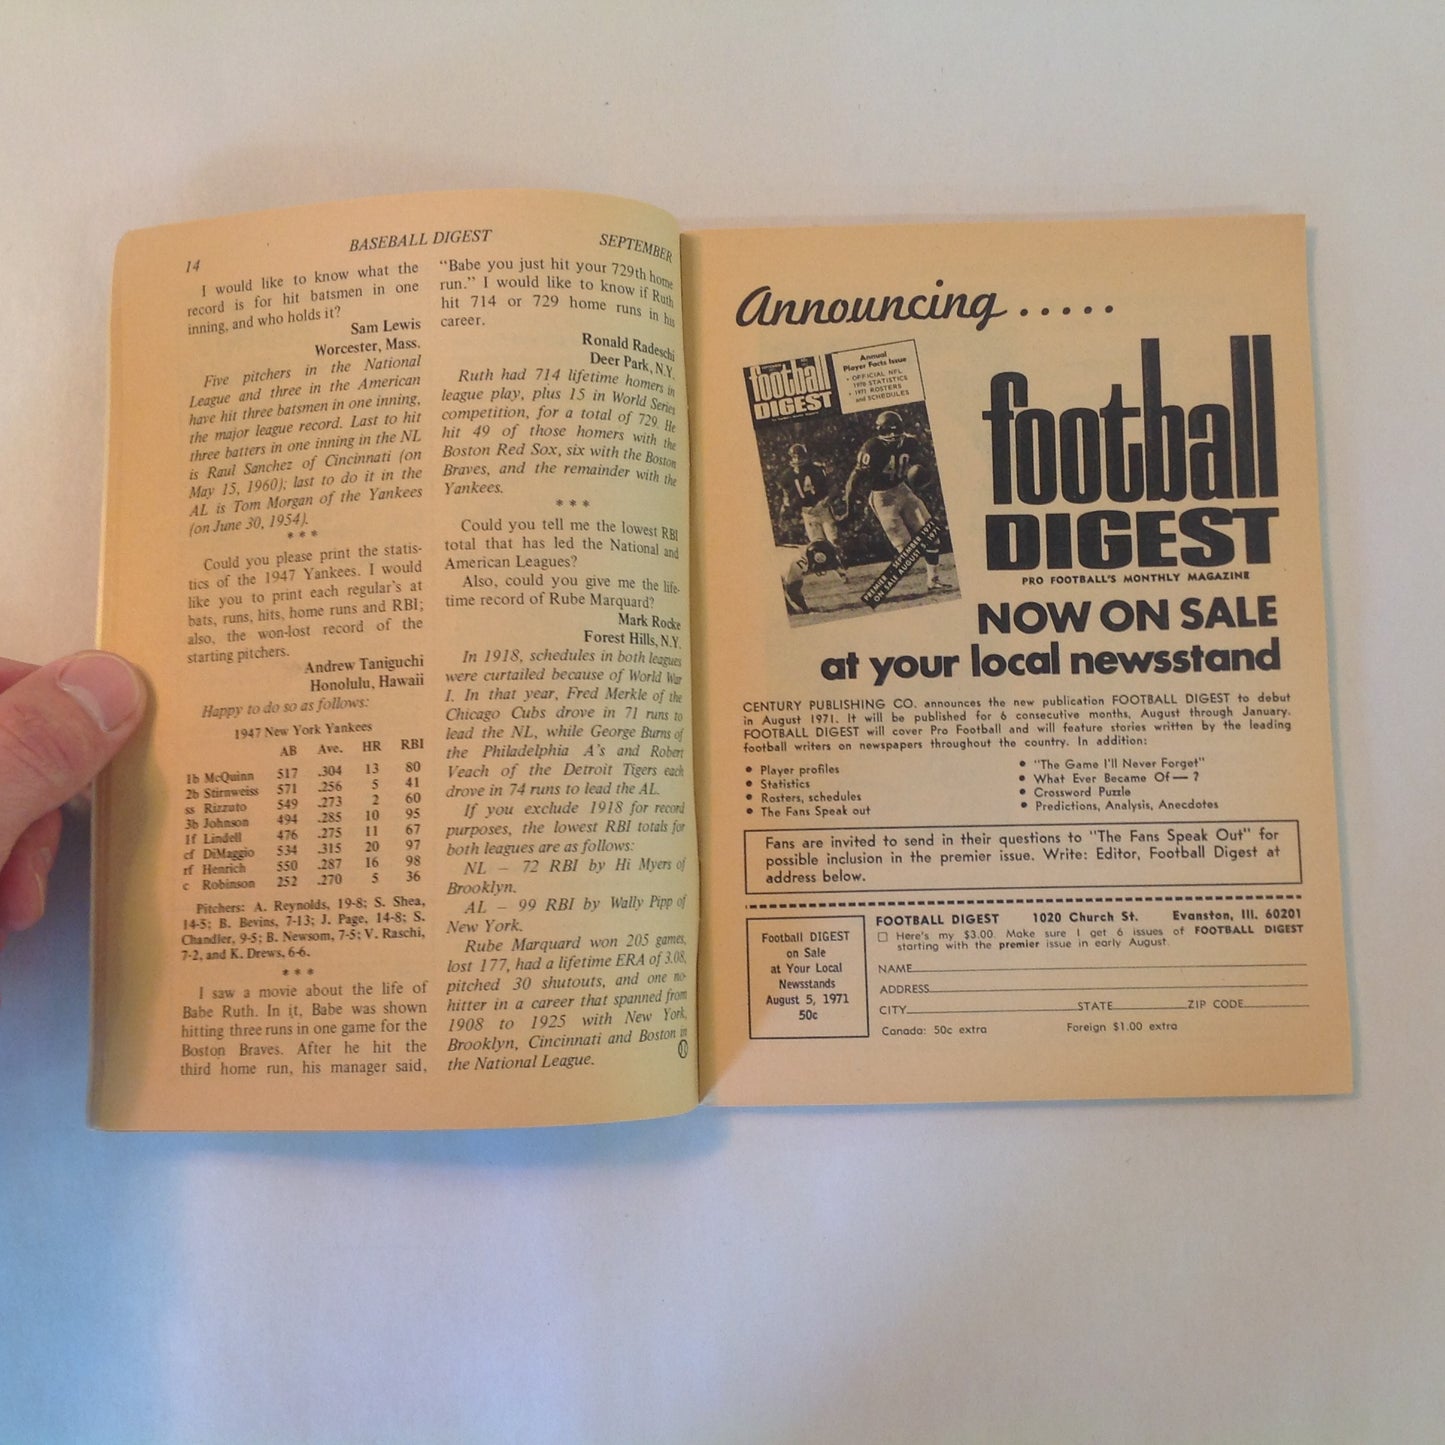 14
BASEBALL DIGEST
SEPTEMBER
I would like to know what the
record is for hit batsmen in one
inning, and who holds it?
Sam Lewis
Worcester, Mass.
Five pitchers in the National
League and three in the American
have hit three batsmen in one inning,
the major league record. Last to hit
three batters in one inning in the NL
is Raul Sanchez of Cincinnati (on
May 15, 1960); last to do it in the
AL is Tom Morgan of the Yankees
(on June 30, 1954).
* * *
Could you please print the statis-
tics of the 1947 Yankees. I would
like you to print each regular's at
bats, runs, hits, home runs and RBI;
also, the won-lost record of the
starting pitchers.
Andrew Taniguchi
Honolulu, Hawaii
Happy to do so as follows:
1947 New York Yankees
AB Ave. HR RBI
1b McQuinn 517 .304 13 80
2b Stirnweiss 571 .256 5 41
ss Rizzuto 549 .273 2 60
3b Johnson 494 .285 10 95
lf Lindell 476 .275 11 67
cf DiMaggio 534 .315 20 97
rf Henrich 550 .287 16 98
c Robinson 252 .270 5 36
Pitchers: A. Reynolds, 19-8; S. Shea,
14-5; B. Bevins, 7-13; J. Page, 14-8; S.
Chandler, 9-5; B. Newsom, 7-5; V. Raschi,
7-2, and K. Drews, 6-6.
* * *
I saw a movie about the life of
Babe Ruth. In it, Babe was shown
hitting three runs in one game for the
Boston Braves. After he hit the
third home run, his manager said,
"Babe you just hit your 729th home
run." I would like to know if Ruth
hit 714 or 729 home runs in his
career.
Ronald Radeschi
Deer Park, N.Y.
Ruth had 714 lifetime homers in
league play, plus 15 in World Series
competition, for a total of 729. He
hit 49 of those homers with the
Boston Red Sox, six with the Boston
Braves, and the remainder with the
Yankees.
* * *
Could you tell me the lowest RBI
total that has led the National and
American Leagues?
Also, could you give me the life-
time record of Rube Marquard?
Mark Rocke
Forest Hills, N.Y.
In 1918, schedules in both leagues
were curtailed because of World War
I. In that year, Fred Merkle of the
Chicago Cubs drove in 71 runs to
lead the NL, while George Burns of
the Philadelphia A's and Robert
Veach of the Detroit Tigers each
drove in 74 runs to lead the AL.
If you exclude 1918 for record
purposes, the lowest RBI totals for
both leagues are as follows:
NL – 72 RBI by Hi Myers of
Brooklyn.
AL – 99 RBI by Wally Pipp of
New York.
Rube Marquard won 205 games,
lost 177, had a lifetime ERA of 3.08,
pitched 30 shutouts, and one no-
hitter in a career that spanned from
1908 to 1925 with New York,
Brooklyn, Cincinnati and Boston in
the National League.
Announcing .....
football
DIGEST
Annual
Player Facts Issue
• OFFICIAL NFL
1970 STATISTICS
• 1971 ROSTERS
and SCHEDULES
14
40
PREMIER - SEPTEMBER 1971
ON SALE AUGUST 5, 1971
football
DIGEST
PRO FOOTBALL'S MONTHLY MAGAZINE
NOW ON SALE
at your local newsstand
CENTURY PUBLISHING CO. announces the new publication FOOTBALL DIGEST to debut
in August 1971. It will be published for 6 consecutive months, August through January.
FOOTBALL DIGEST will cover Pro Football and will feature stories written by the leading
football writers on newspapers throughout the country. In addition:
• Player profiles
• Statistics
• Rosters, schedules
• The Fans Speak out
• "The Game I'll Never Forget"
• What Ever Became Of — ?
• Crossword Puzzle
• Predictions, Analysis, Anecdotes
Fans are invited to send in their questions to "The Fans Speak Out" for
possible inclusion in the premier issue. Write: Editor, Football Digest at
address below.
Football DIGEST
on Sale
at Your Local
Newsstands
August 5, 1971
50c
FOOTBALL DIGEST 1020 Church St. Evanston, Ill. 60201
Here's my $3.00. Make sure I get 6 issues of FOOTBALL DIGEST
starting with the premier issue in early August.
NAME
ADDRESS
CITY STATE ZIP CODE
Canada: 50c extra Foreign $1.00 extra